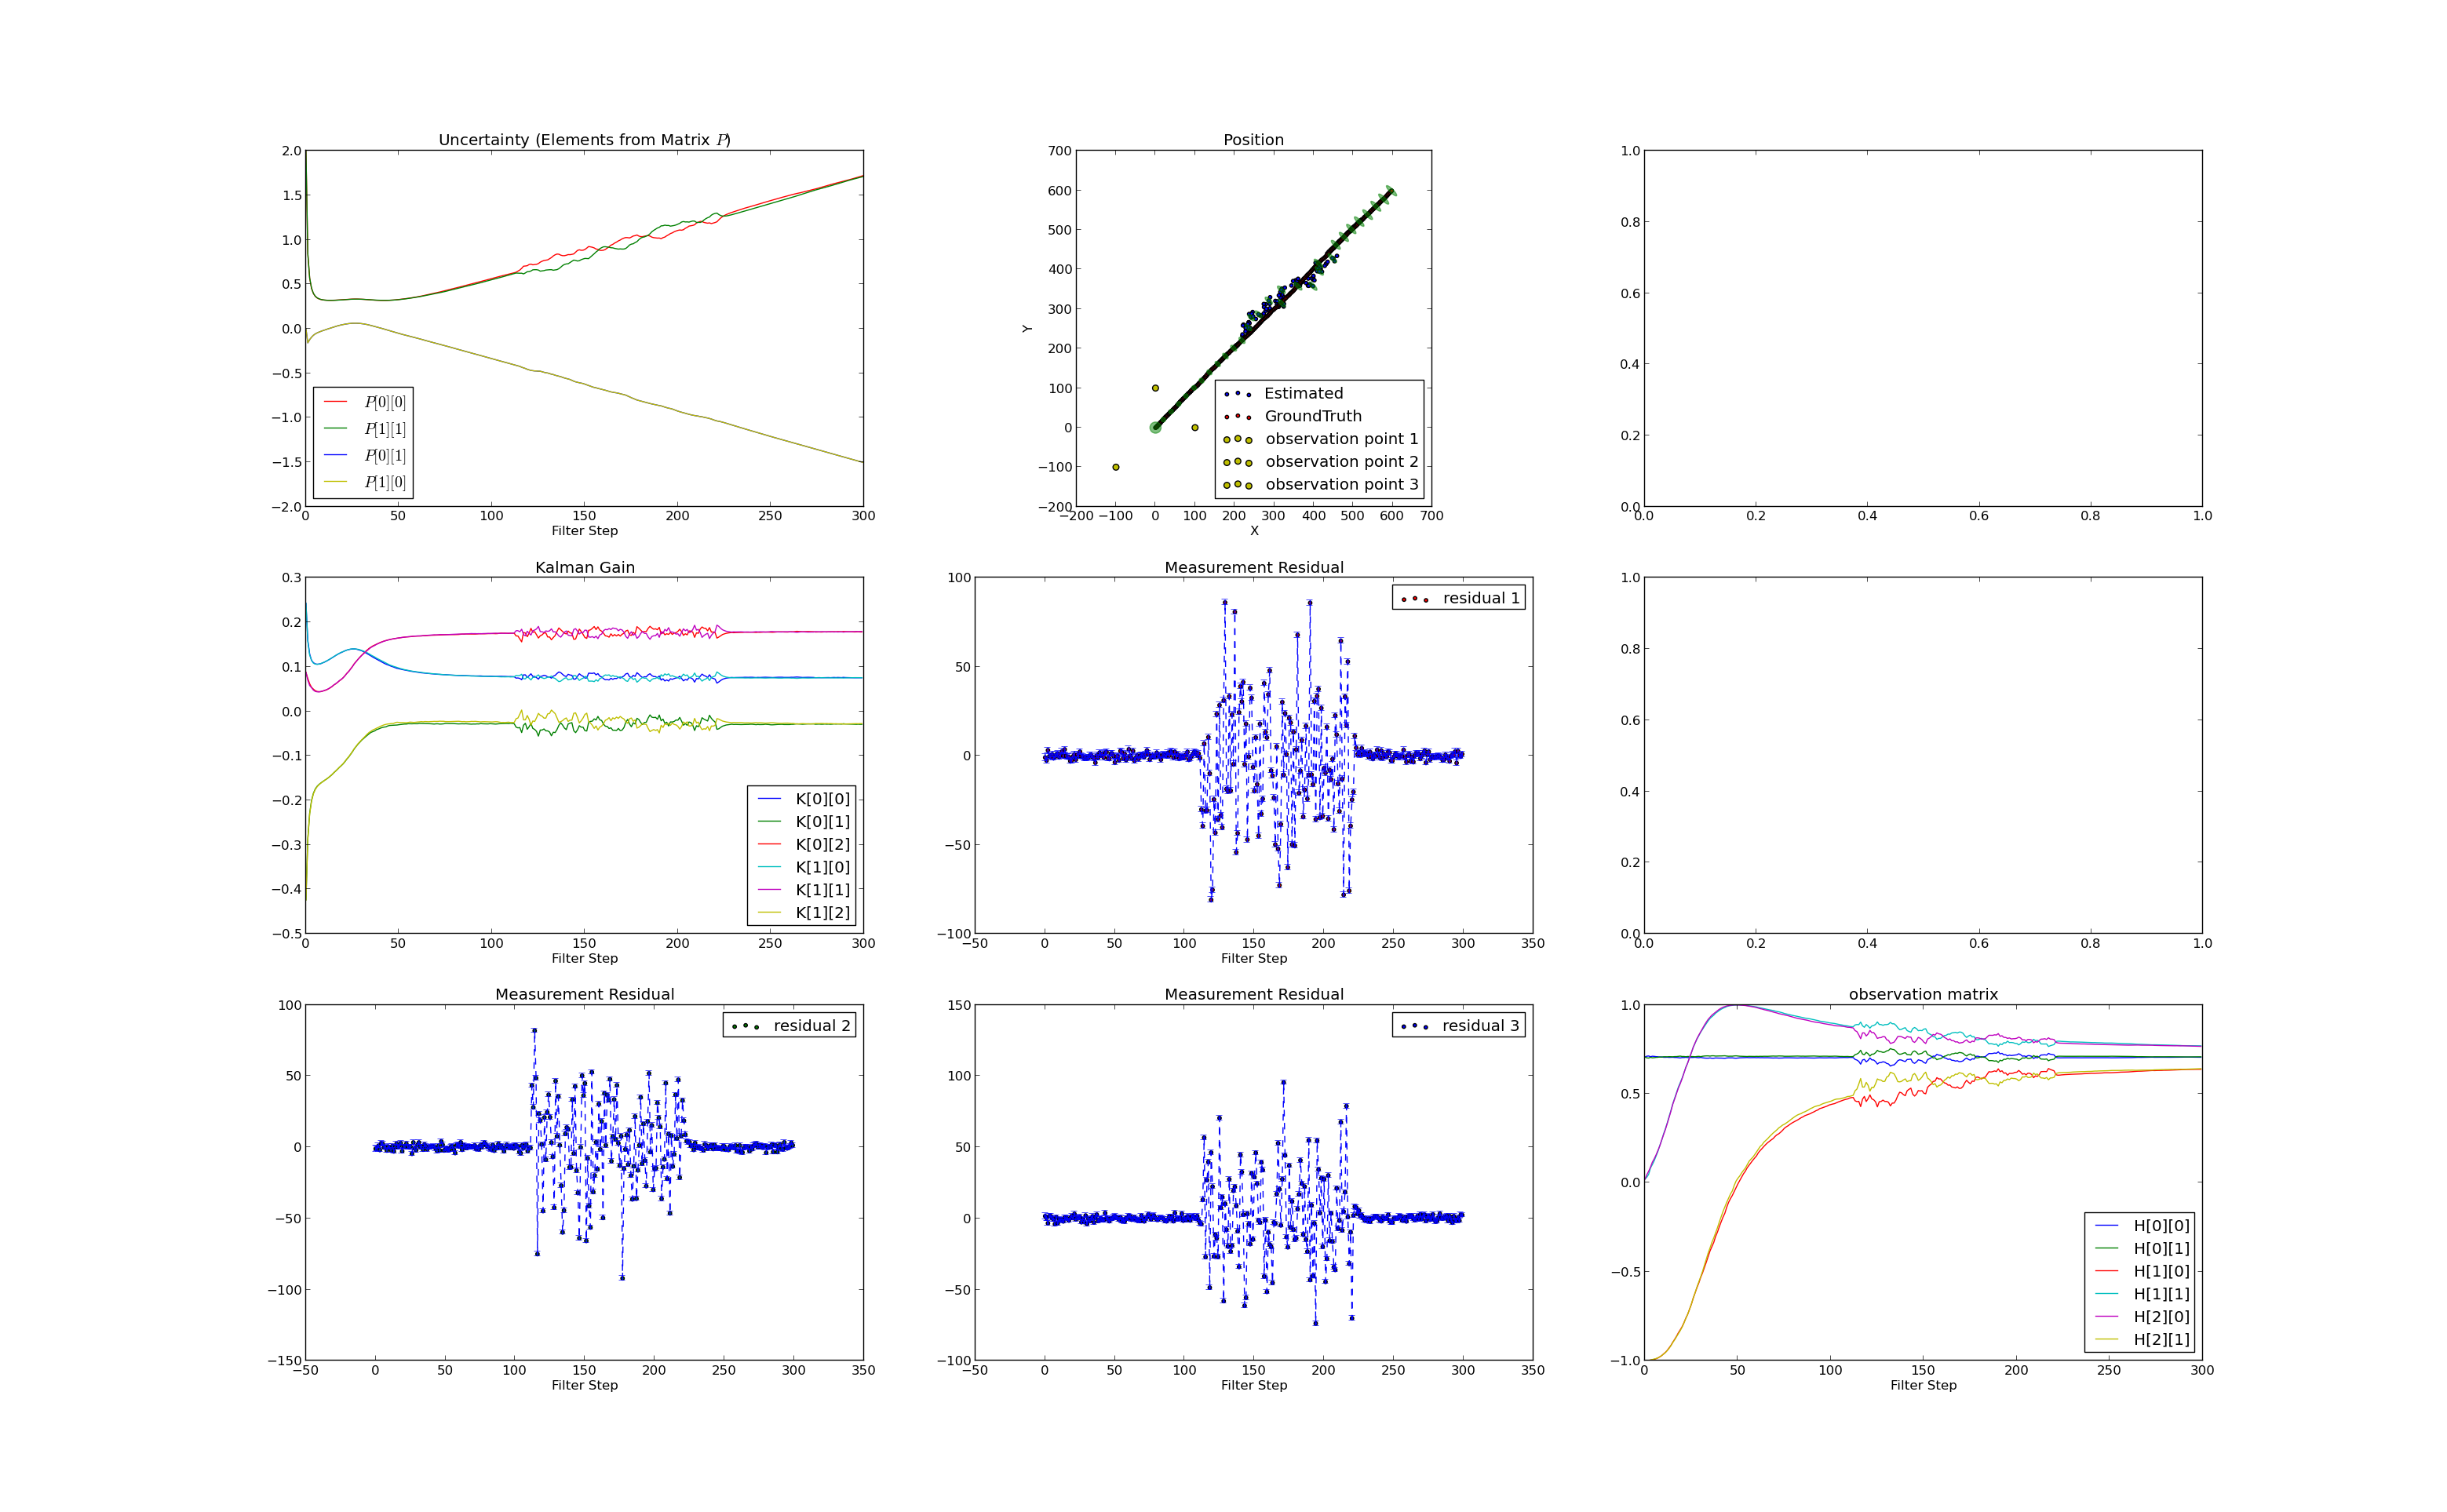 Uncertainty (Elements from Matrix P)
2.0
1.5
1.0
0.5
0.0
−0.5
−1.0
−1.5
−2.0
P[0][0]
P[1][1]
P[0][1]
P[1][0]
0 50 100 150 200 250 300
Filter Step
Position
700
600
500
400
300
200
100
0
−100
−200
Y
Estimated
GroundTruth
observation point 1
observation point 2
observation point 3
−200 −100 0 100 200 300 400 500 600 700
X
1.0
0.8
0.6
0.4
0.2
0.0
0.0 0.2 0.4 0.6 0.8 1.0
Kalman Gain
0.3
0.2
0.1
0.0
−0.1
−0.2
−0.3
−0.4
−0.5
K[0][0]
K[0][1]
K[0][2]
K[1][0]
K[1][1]
K[1][2]
0 50 100 150 200 250 300
Filter Step
Measurement Residual
100
50
0
−50
−100
residual 1
−50 0 50 100 150 200 250 300 350
Filter Step
1.0
0.8
0.6
0.4
0.2
0.0
0.0 0.2 0.4 0.6 0.8 1.0
Measurement Residual
100
50
0
−50
−100
−150
residual 2
−50 0 50 100 150 200 250 300 350
Filter Step
Measurement Residual
150
100
50
0
−50
−100
residual 3
−50 0 50 100 150 200 250 300 350
Filter Step
observation matrix
1.0
0.5
0.0
−0.5
−1.0
H[0][0]
H[0][1]
H[1][0]
H[1][1]
H[2][0]
H[2][1]
0 50 100 150 200 250 300
Filter Step